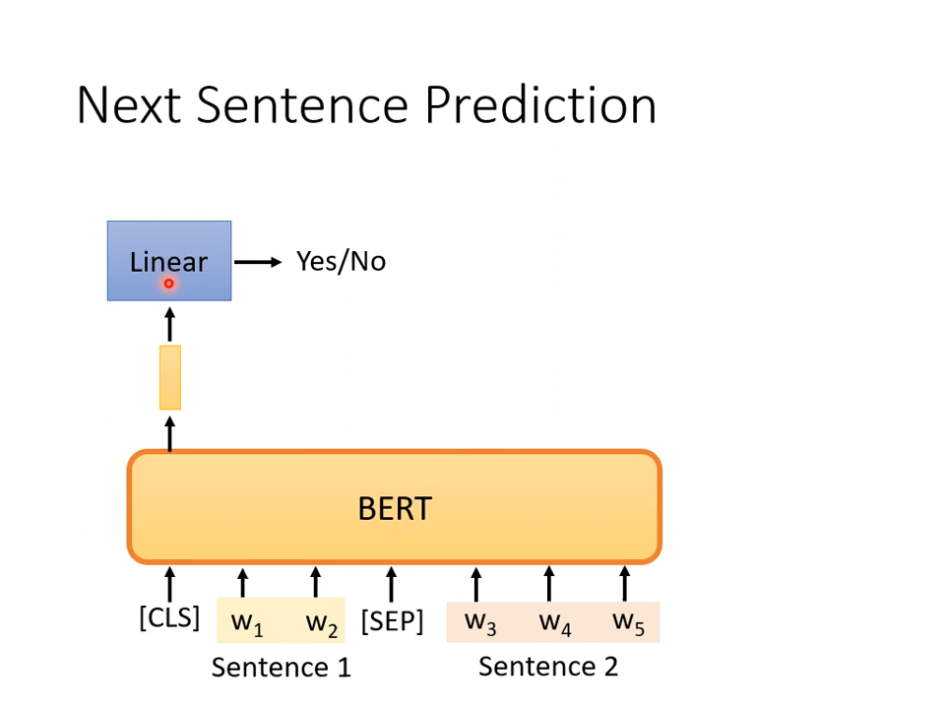 Next Sentence Prediction
Linear
Yes/No
BERT
[CLS] w1 w2 [SEP] w3 w4 w5
Sentence 1 Sentence 2